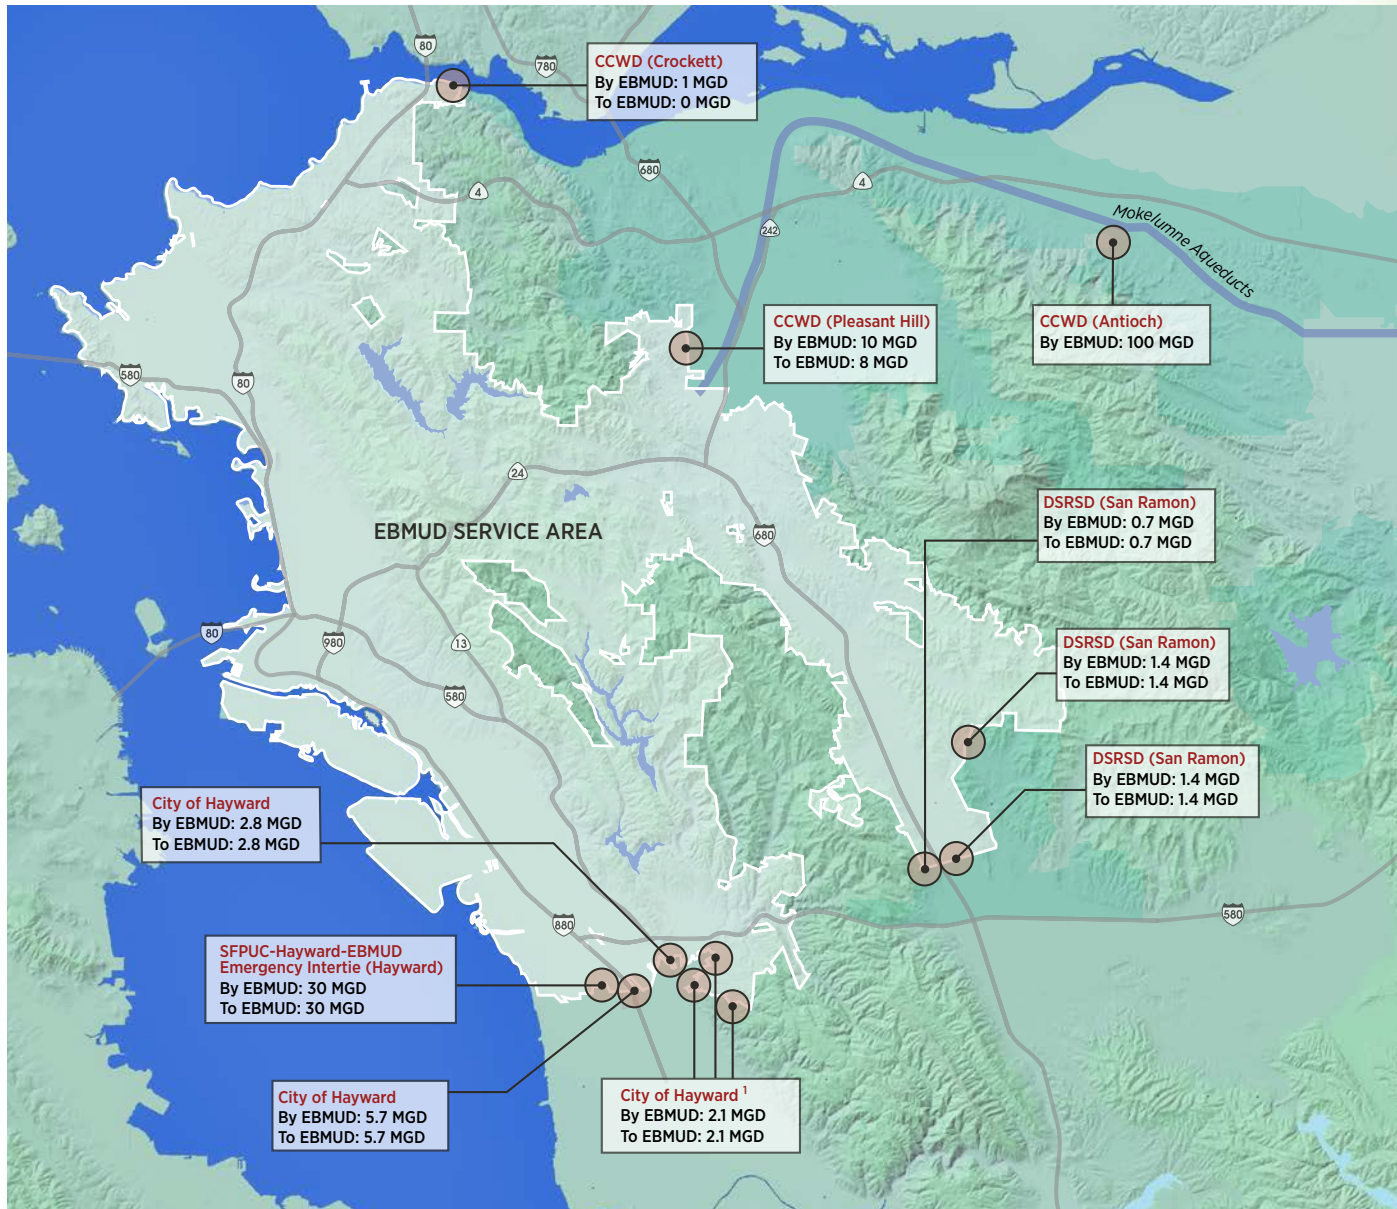 80
780
CCWD (Crockett)
By EBMUD: 1 MGD
To EBMUD: 0 MGD
680
4
4
242
Mokelumne Aqueducts
CCWD (Pleasant Hill)
By EBMUD: 10 MGD
To EBMUD: 8 MGD
CCWD (Antioch)
By EBMUD: 100 MGD
80
580
80
24
EBMUD SERVICE AREA
680
DSRSD (San Ramon)
By EBMUD: 0.7 MGD
To EBMUD: 0.7 MGD
80
980
13
580
DSRSD (San Ramon)
By EBMUD: 1.4 MGD
To EBMUD: 1.4 MGD
DSRSD (San Ramon)
By EBMUD: 1.4 MGD
To EBMUD: 1.4 MGD
City of Hayward
By EBMUD: 2.8 MGD
To EBMUD: 2.8 MGD
880
580
SFPUC-Hayward-EBMUD
Emergency Intertie (Hayward)
By EBMUD: 30 MGD
To EBMUD: 30 MGD
City of Hayward
By EBMUD: 5.7 MGD
To EBMUD: 5.7 MGD
City of Hayward 1
By EBMUD: 2.1 MGD
To EBMUD: 2.1 MGD